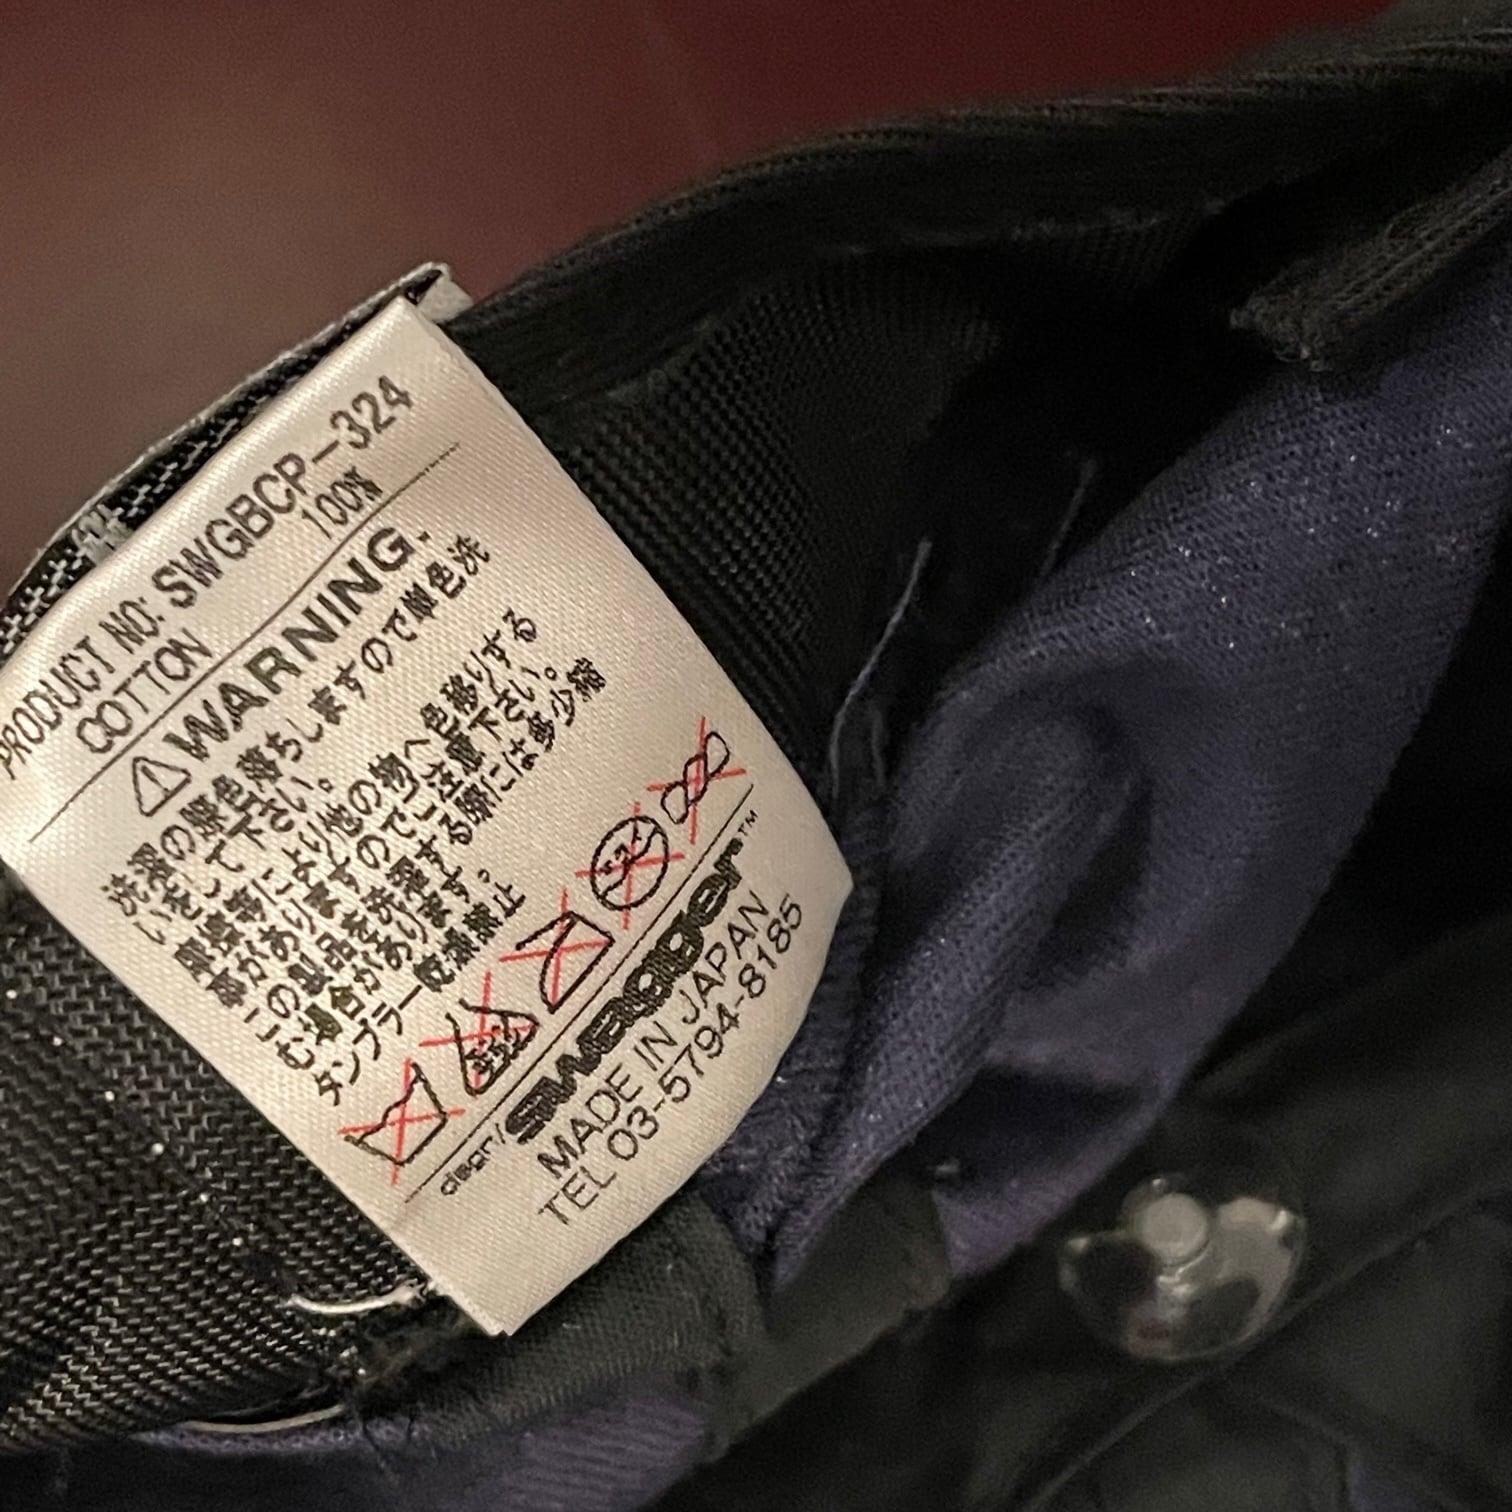 PRODUCT NO: SWGBCP-324
COTTON 100%
WARNING.
洗濯の際色落ちしますので単色洗
いをして下さい。
摩擦等により他の物へ色移りする
事がありますのでご注意下さい。
この製品を洗濯する際には多少縮
む場合があります。
タンブラー乾燥禁止
dsgn/swagger™
MADE IN JAPAN
TEL 03-5794-8185